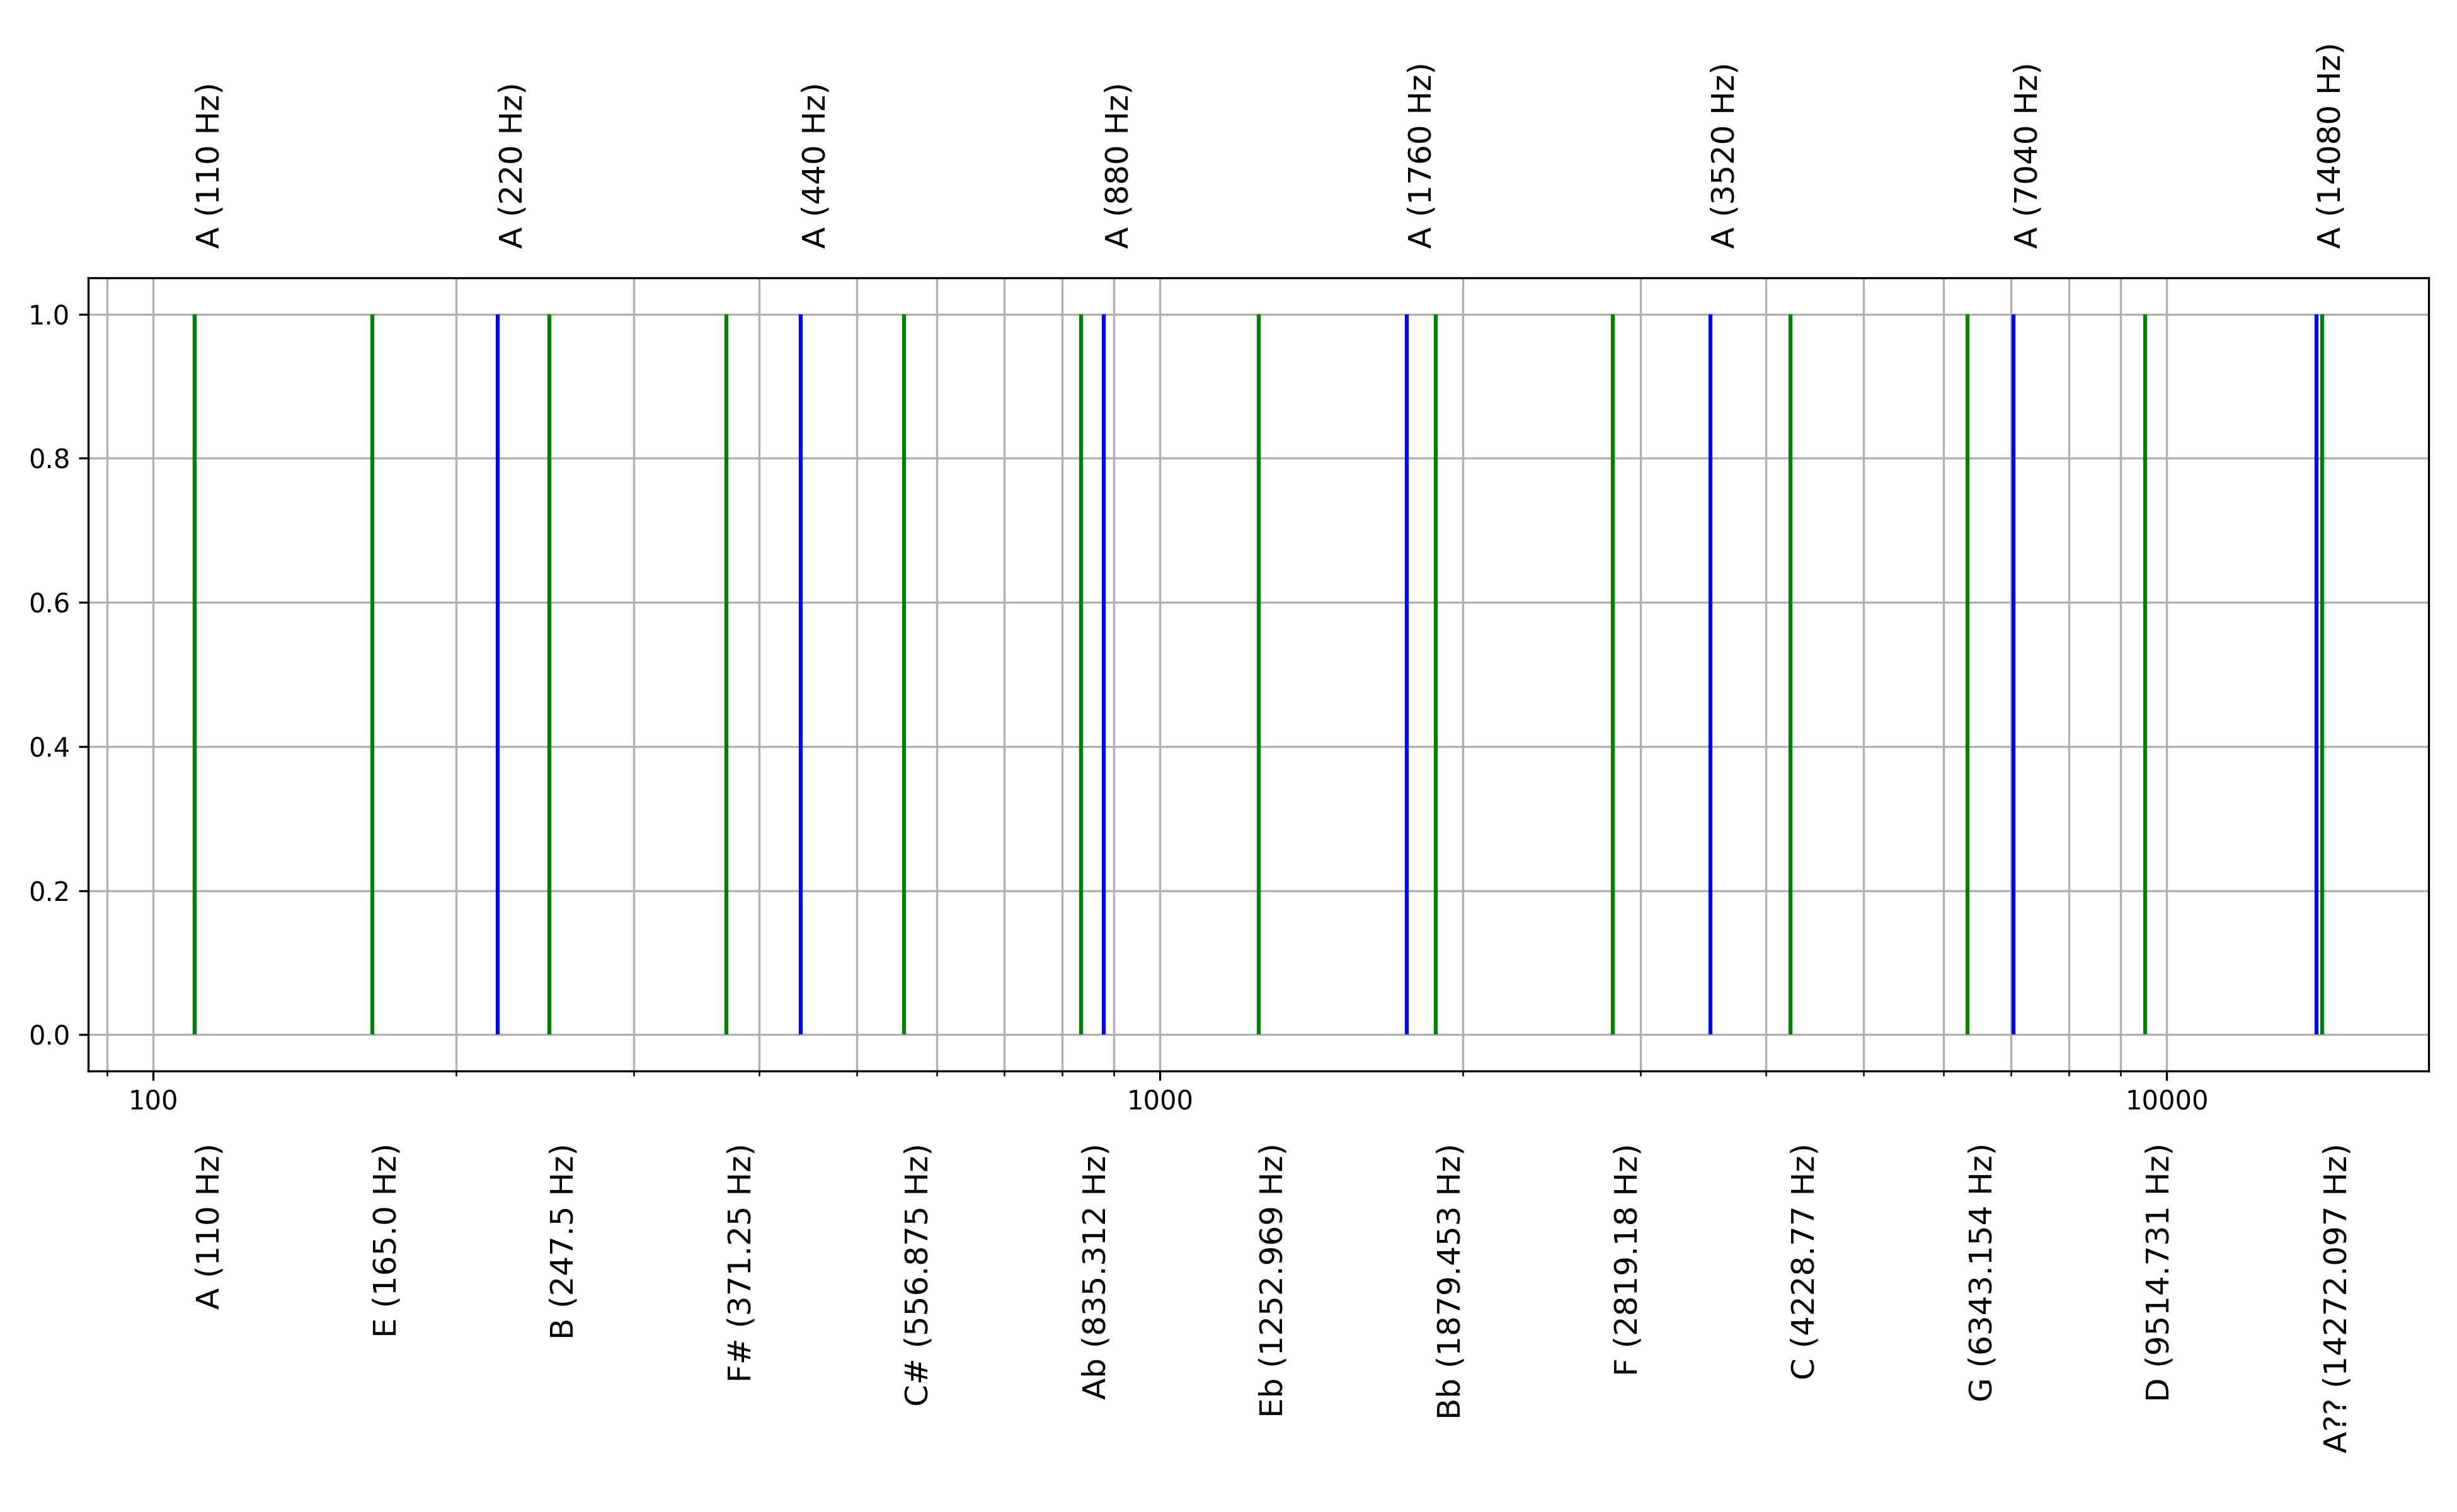 A (110 Hz)
A (220 Hz)
A (440 Hz)
A (880 Hz)
A (1760 Hz)
A (3520 Hz)
A (7040 Hz)
A (14080 Hz)
1.0
0.8
0.6
0.4
0.2
0.0
100
1000
10000
A (110 Hz)
E (165.0 Hz)
B (247.5 Hz)
F# (371.25 Hz)
C# (556.875 Hz)
Ab (835.312 Hz)
Eb (1252.969 Hz)
Bb (1879.453 Hz)
F (2819.18 Hz)
C (4228.77 Hz)
G (6343.154 Hz)
D (9514.731 Hz)
A?? (14272.097 Hz)